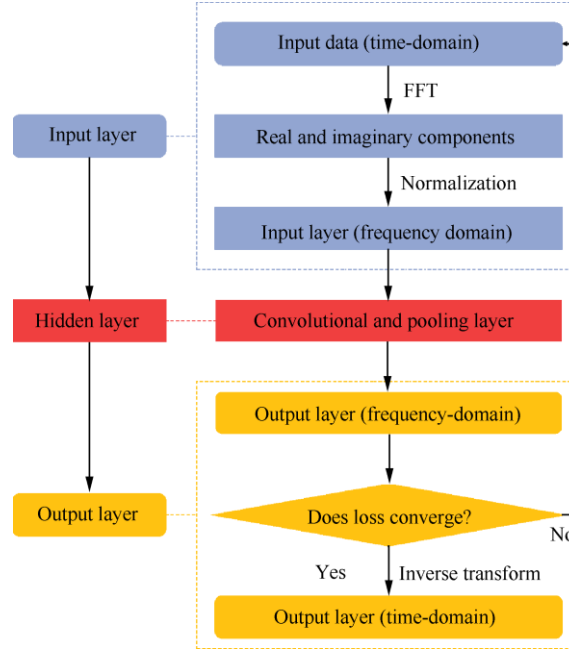 Input data (time-domain)
FFT
Input layer
Real and imaginary components
Normalization
Input layer (frequency domain)
Hidden layer
Convolutional and pooling layer
Output layer (frequency-domain)
Output layer
Does loss converge?
No
Yes
Inverse transform
Output layer (time-domain)